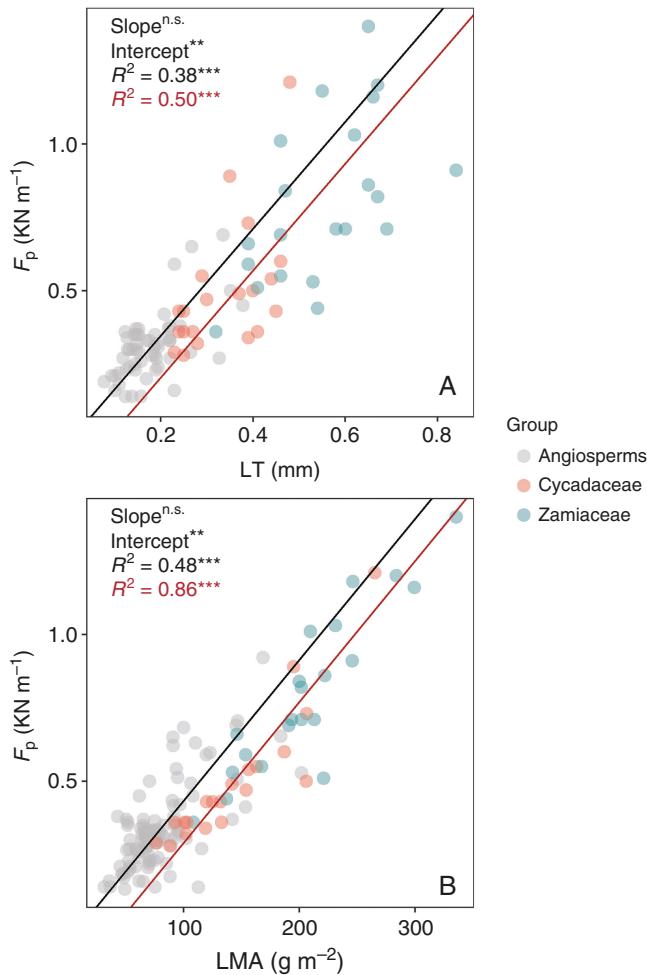 Slope^n.s.
Intercept**
R² = 0.38***
R² = 0.50***
1.0
0.5
F_p (KN m⁻¹)
A
0.2 0.4 0.6 0.8
LT (mm)
Group
Angiosperms
Cycadaceae
Zamiaceae
Slope^n.s.
Intercept**
R² = 0.48***
R² = 0.86***
1.0
0.5
F_p (KN m⁻¹)
B
100 200 300
LMA (g m⁻²)